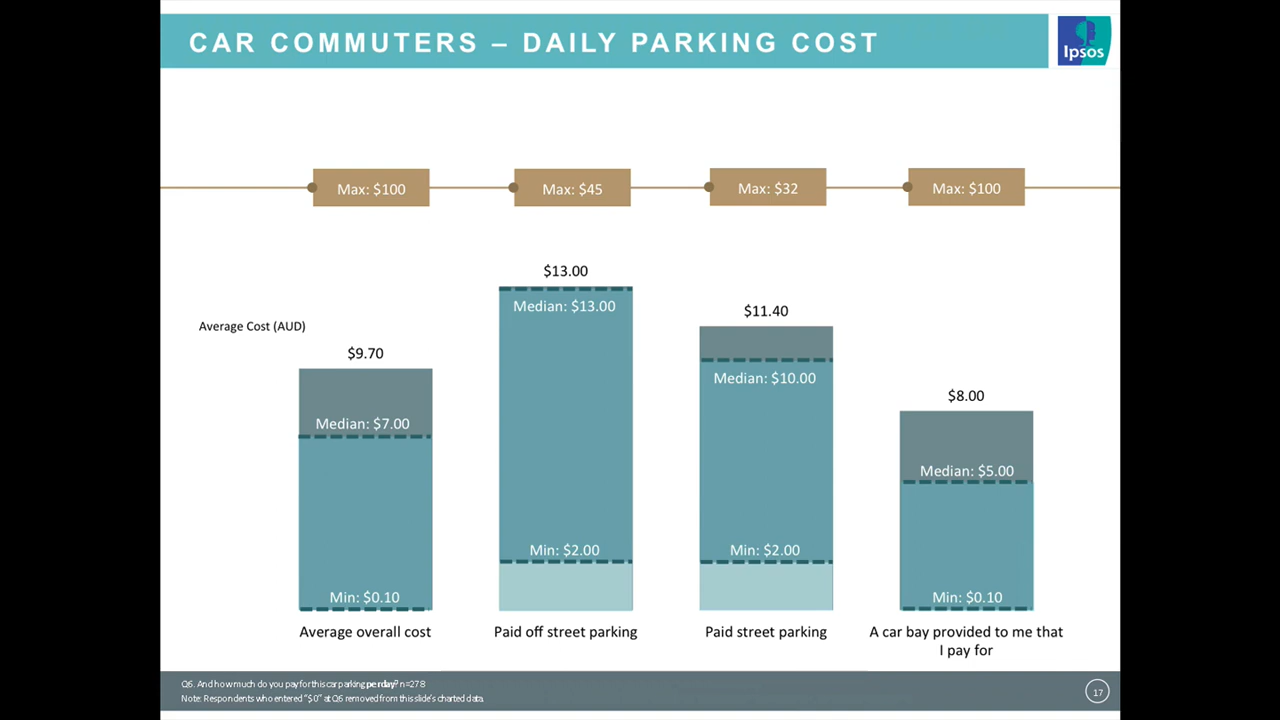 CAR COMMUTERS – DAILY PARKING COST
Ipsos
Max: $100
Max: $45
Max: $32
Max: $100
Average Cost (AUD)
$9.70
$13.00
$11.40
$8.00
Median: $7.00
Median: $13.00
Median: $10.00
Median: $5.00
Min: $0.10
Min: $2.00
Min: $2.00
Min: $0.10
Average overall cost
Paid off street parking
Paid street parking
A car bay provided to me that
I pay for
Q6. And how much do you pay for this car parking per day? n=278
Note: Respondents who entered "$0" at Q6 removed from this slide's charted data.
17